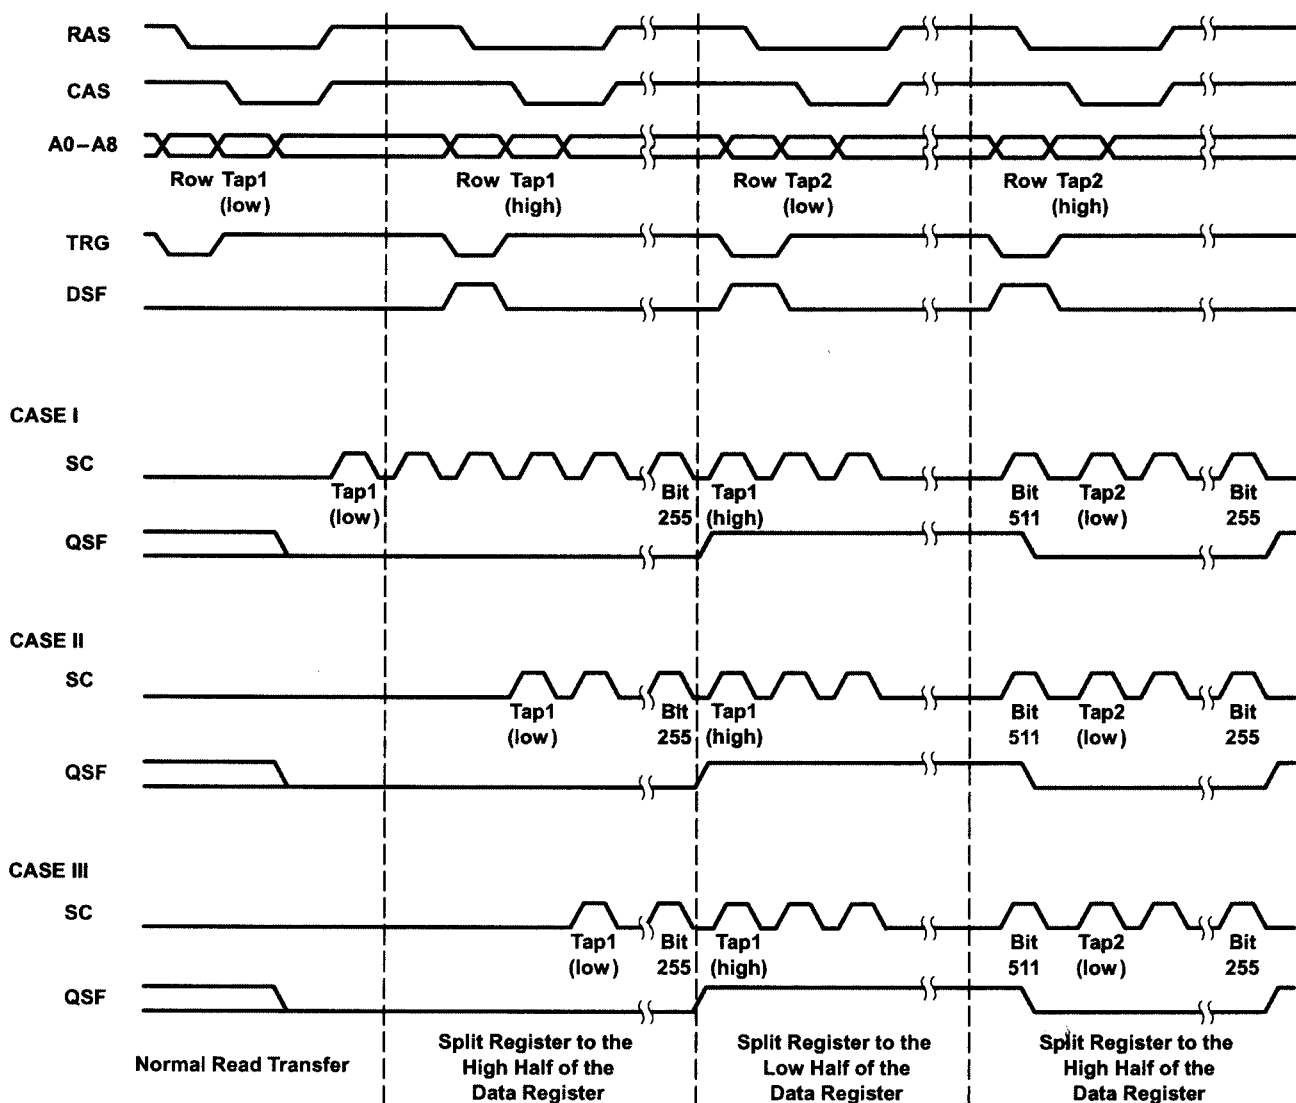 RAS
CAS
A0–A8
Row Tap1 Row Tap1 Row Tap2 Row Tap2
(low) (high) (low) (high)
TRG
DSF
CASE I
SC
Tap1 Bit Tap1 Bit Tap2 Bit
(low) 255 (high) 511 (low) 255
QSF
CASE II
SC
Tap1 Bit Tap1 Bit Tap2 Bit
(low) 255 (high) 511 (low) 255
QSF
CASE III
SC
Tap1 Bit Tap1 Bit Tap2 Bit
(low) 255 (high) 511 (low) 255
QSF
Normal Read Transfer
Split Register to the
High Half of the
Data Register
Split Register to the
Low Half of the
Data Register
Split Register to the
High Half of the
Data Register